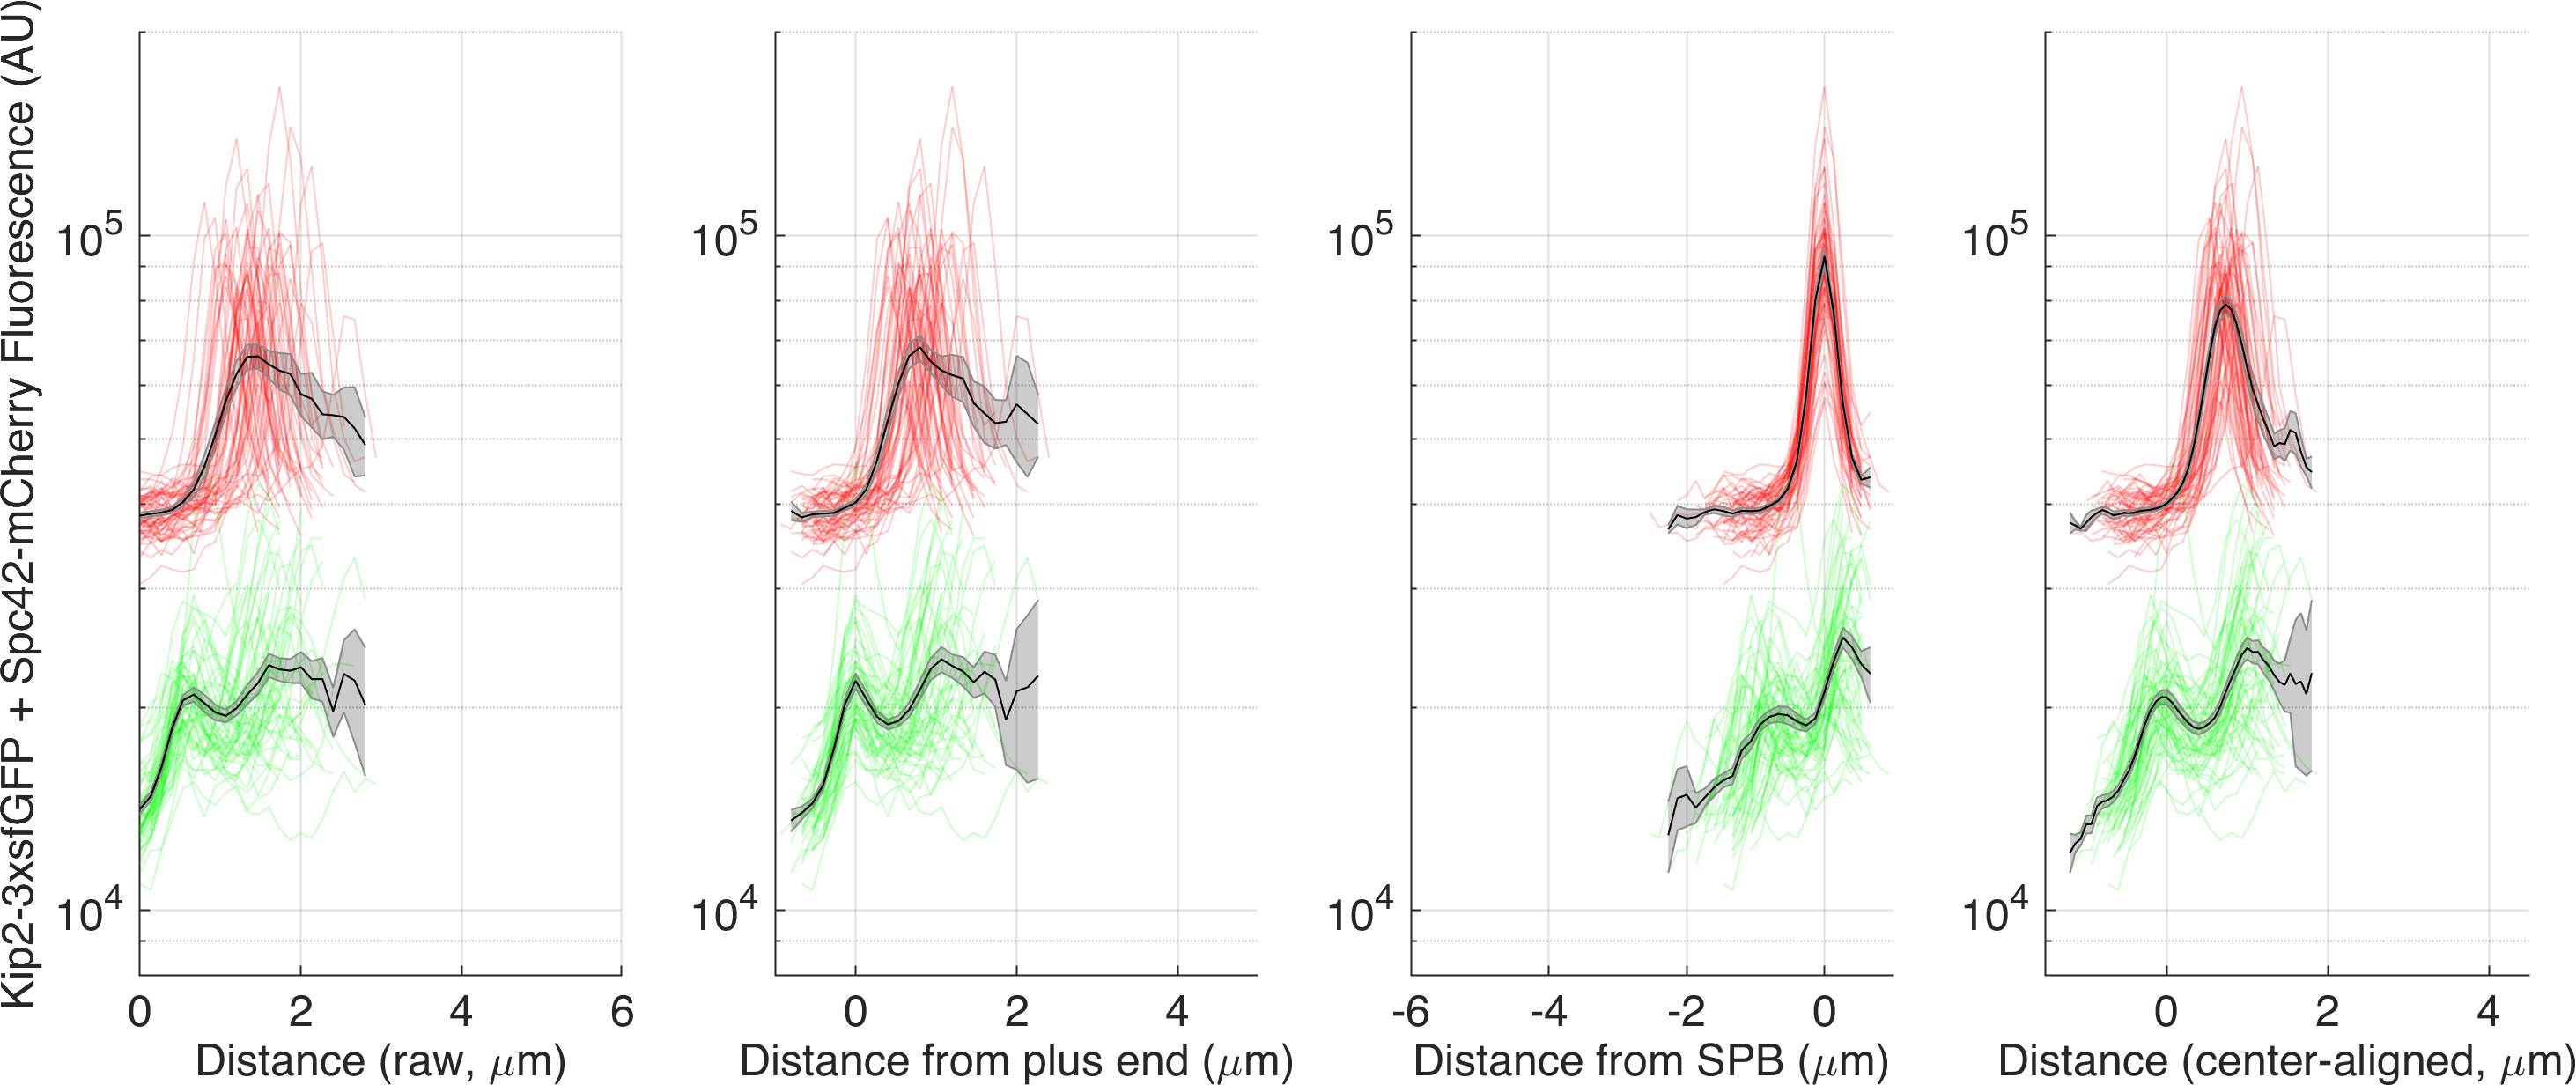 Kip2-3xsfGFP + Spc42-mCherry Fluorescence (AU)
10^5
10^4
0 2 4 6
Distance (raw, μm)
10^5
10^4
0 2 4
Distance from plus end (μm)
10^5
10^4
-6 -4 -2 0
Distance from SPB (μm)
10^5
10^4
0 2 4
Distance (center-aligned, μm)